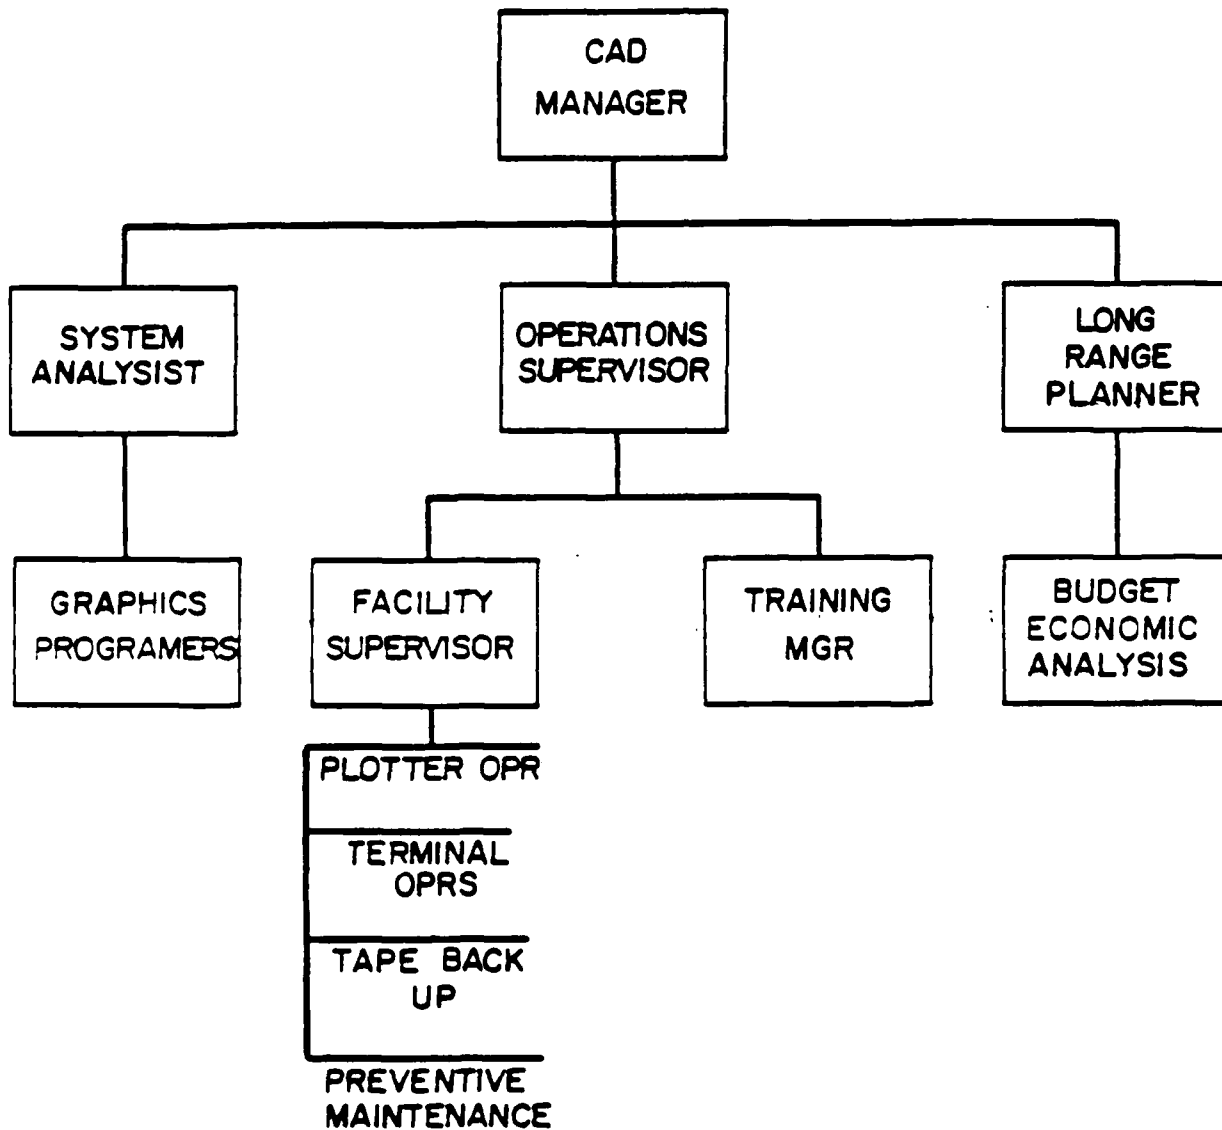 CAD
MANAGER
SYSTEM
ANALYSIST
OPERATIONS
SUPERVISOR
LONG
RANGE
PLANNER
GRAPHICS
PROGRAMERS
FACILITY
SUPERVISOR
TRAINING
MGR
BUDGET
ECONOMIC
ANALYSIS
PLOTTER OPR
TERMINAL
OPRS
TAPE BACK
UP
PREVENTIVE
MAINTENANCE